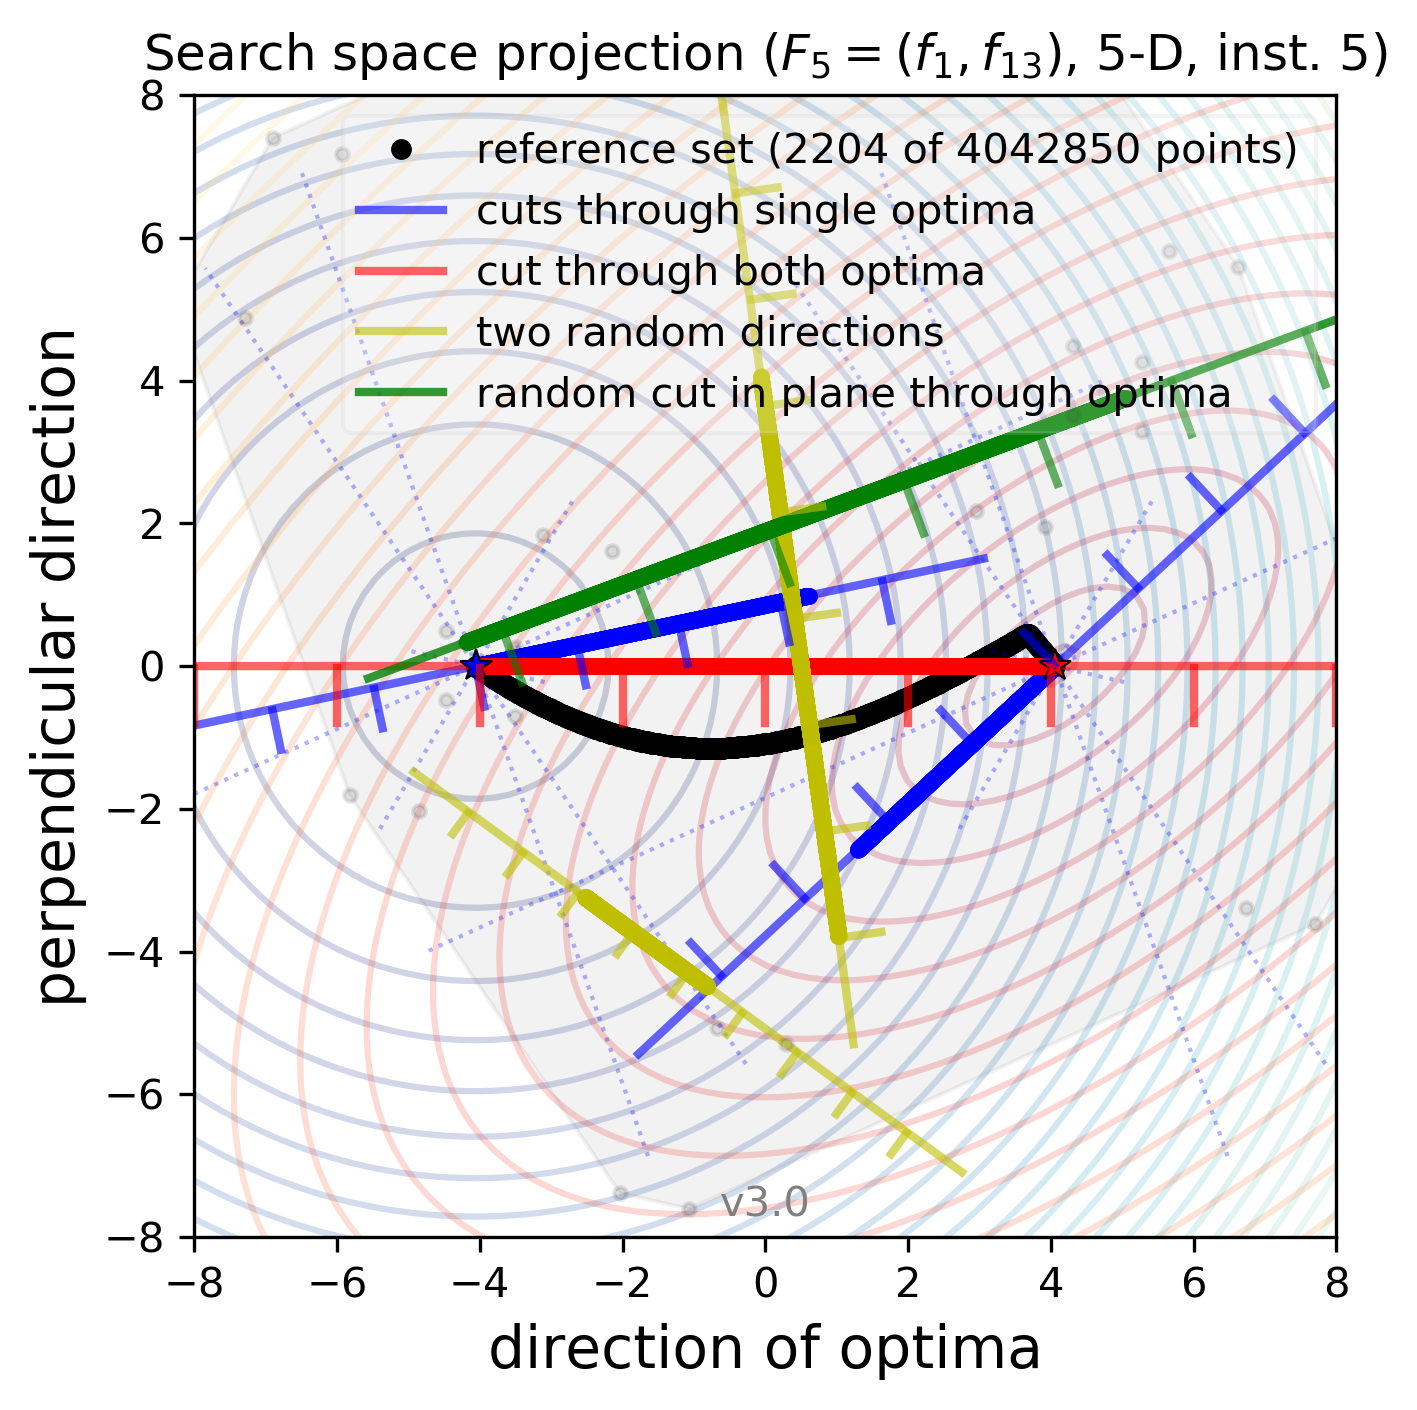 Search space projection (F₅ = (f₁, f₁₃), 5-D, inst. 5)
reference set (2204 of 4042850 points)
cuts through single optima
cut through both optima
two random directions
random cut in plane through optima
perpendicular direction
8
6
4
2
0
−2
−4
−6
−8
v3.0
−8 −6 −4 −2 0 2 4 6 8
direction of optima